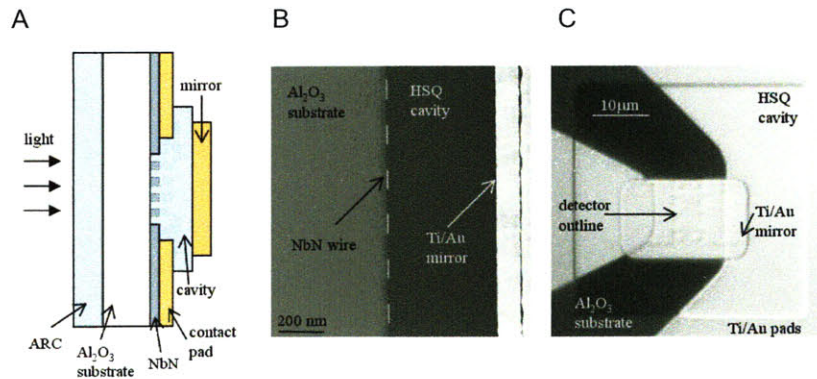 A
light
mirror
cavity
contact
pad
ARC
Al₂O₃
substrate
NbN
B
Al₂O₃
substrate
HSQ
cavity
NbN wire
Ti/Au
mirror
200 nm
C
10μm
HSQ
cavity
detector
outline
Ti/Au
mirror
Al₂O₃
substrate
Ti/Au pads